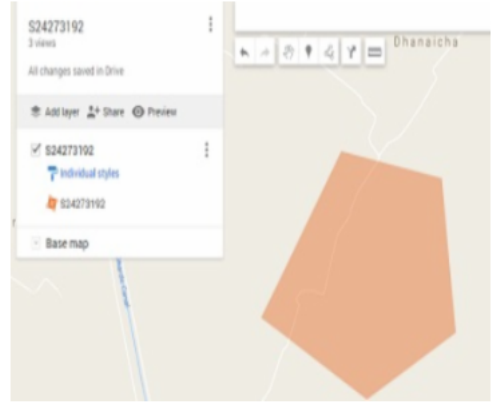 S24273192
3 views
All changes saved in Drive
Add layer Share Preview
S24273192
Individual styles
S24273192
Base map
Dhanaicha
Canal